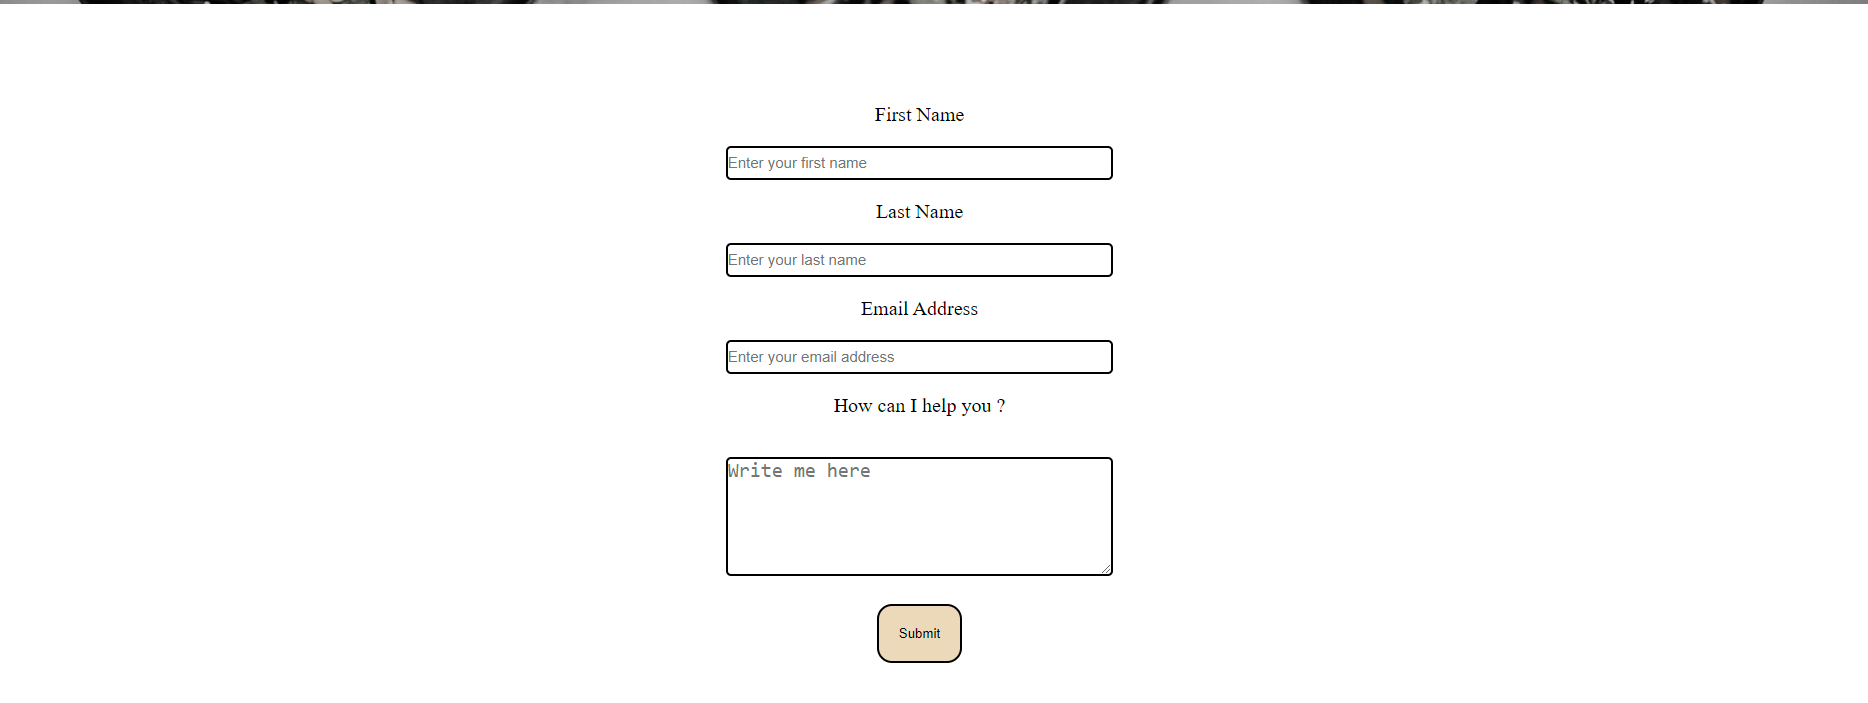 First Name
Enter your first name
Last Name
Enter your last name
Email Address
Enter your email address
How can I help you ?
Write me here
Submit